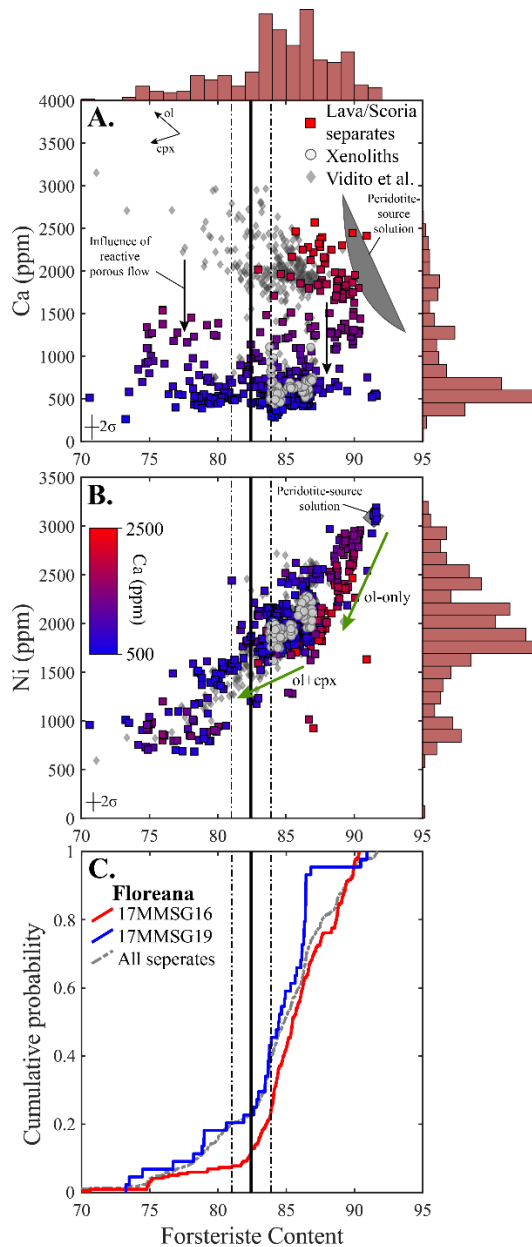 4000
3500
3000
2500
2000
1500
1000
500
0
A.
ol
cpx
Lava/Scoria
separates
Xenoliths
Vidito et al.
Peridotite-
source
solution
Influence of
reactive
porous flow
Ca (ppm)
2σ
70 75 80 85 90 95
3500
3000
2500
2000
1500
1000
500
0
B.
Peridotite-source
solution
2500
Ca (ppm)
500
ol-only
ol+cpx
Ni (ppm)
2σ
70 75 80 85 90 95
1
0.8
0.6
0.4
0.2
0
C.
Floreana
17MMSG16
17MMSG19
All seperates
Cumulative probability
70 75 80 85 90 95
Forsteriste Content